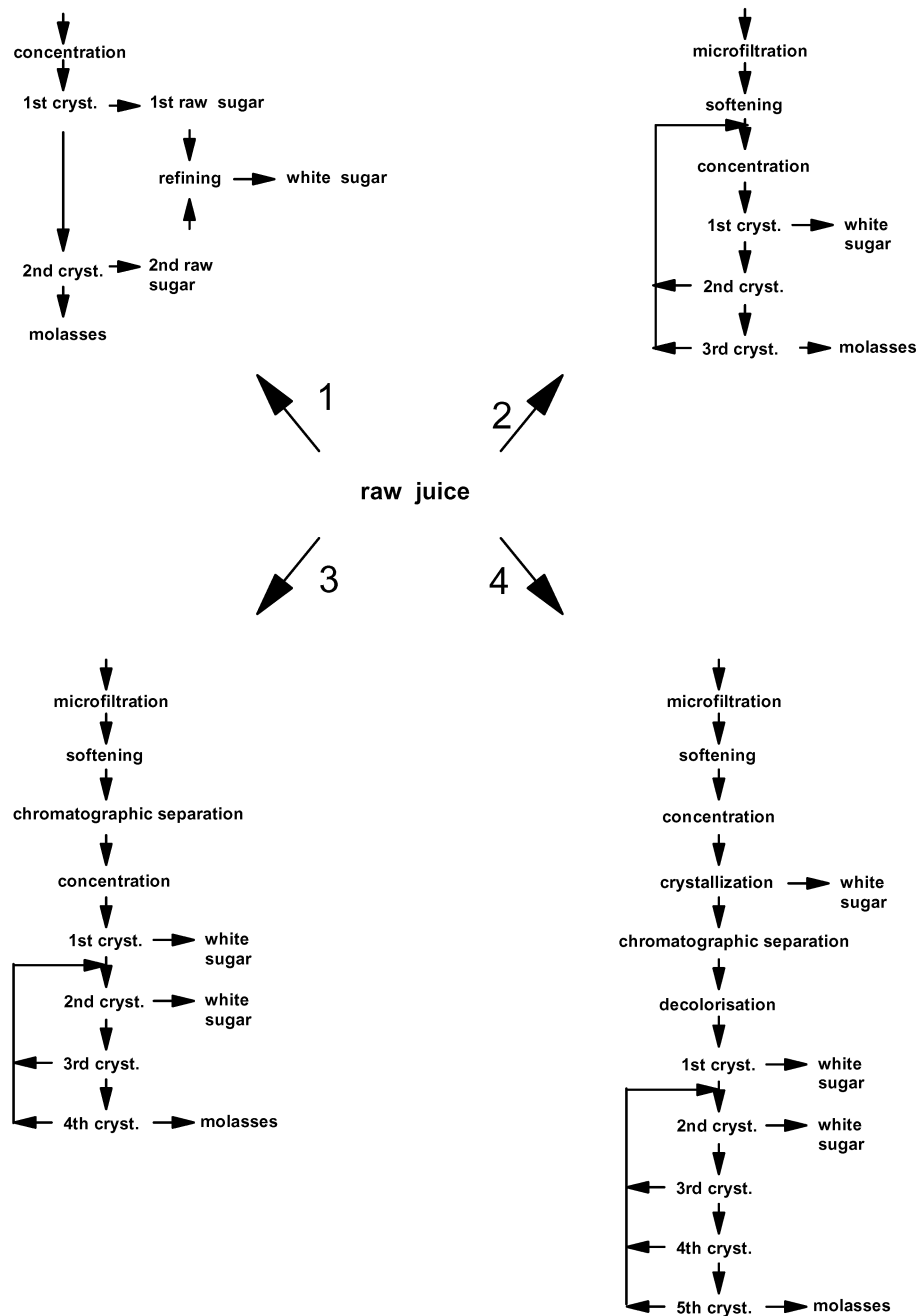 concentration
1st cryst.
1st raw sugar
refining
white sugar
2nd cryst.
2nd raw
sugar
molasses
1
microfiltration
softening
concentration
1st cryst.
white
sugar
2nd cryst.
3rd cryst.
molasses
2
raw juice
3
4
microfiltration
softening
chromatographic separation
concentration
1st cryst.
white
sugar
2nd cryst.
white
sugar
3rd cryst.
4th cryst.
molasses
microfiltration
softening
concentration
crystallization
white
sugar
chromatographic separation
decolorisation
1st cryst.
white
sugar
2nd cryst.
white
sugar
3rd cryst.
4th cryst.
5th cryst.
molasses